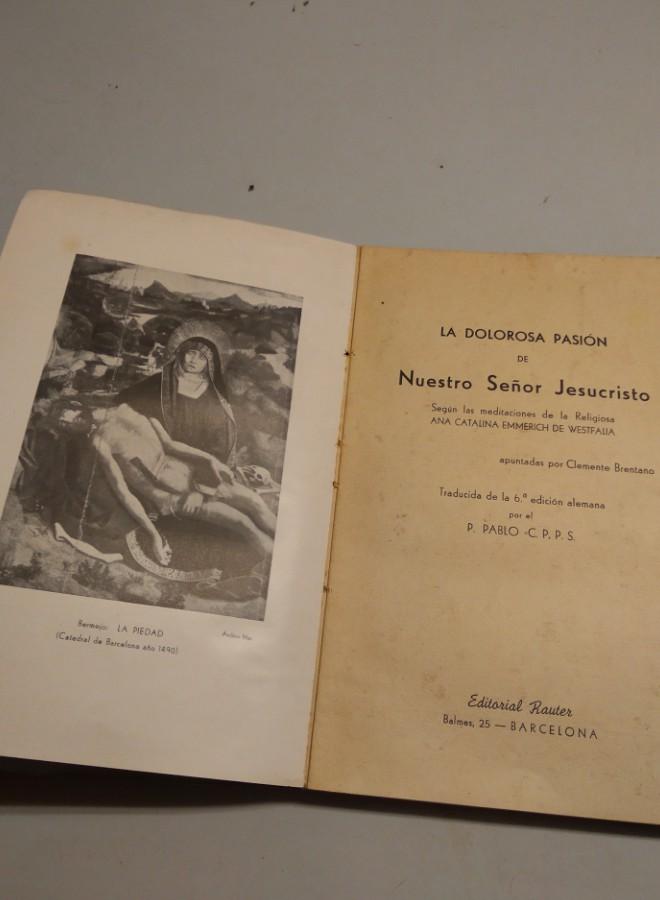 Bermejo: LA PIEDAD
(Catedral de Barcelona año 1490)
Archivo Mas
LA DOLOROSA PASIÓN
DE
Nuestro Señor Jesucristo
Según las meditaciones de la Religiosa
ANA CATALINA EMMERICH DE WESTFALIA
apuntadas por Clemente Brentano
Traducida de la 6.ª edición alemana
por el
P. PABLO -C. P. P. S.
Editorial Rauter
Balmes, 25 — BARCELONA